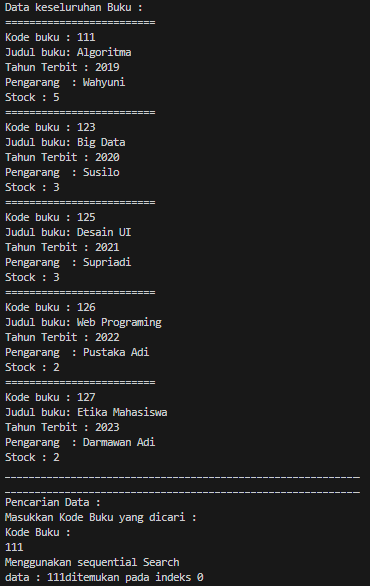 Data keseluruhan Buku :
=========================
Kode buku : 111
Judul buku: Algoritma
Tahun Terbit : 2019
Pengarang  : Wahyuni
Stock : 5
=========================
Kode buku : 123
Judul buku: Big Data
Tahun Terbit : 2020
Pengarang  : Susilo
Stock : 3
=========================
Kode buku : 125
Judul buku: Desain UI
Tahun Terbit : 2021
Pengarang  : Supriadi
Stock : 3
=========================
Kode buku : 126
Judul buku: Web Programing
Tahun Terbit : 2022
Pengarang  : Pustaka Adi
Stock : 2
=========================
Kode buku : 127
Judul buku: Etika Mahasiswa
Tahun Terbit : 2023
Pengarang  : Darmawan Adi
Stock : 2
___________________________________________________________
___________________________________________________________
Pencarian Data :
Masukkan Kode Buku yang dicari :
Kode Buku :
111
Menggunakan sequential Search
data : 111ditemukan pada indeks 0